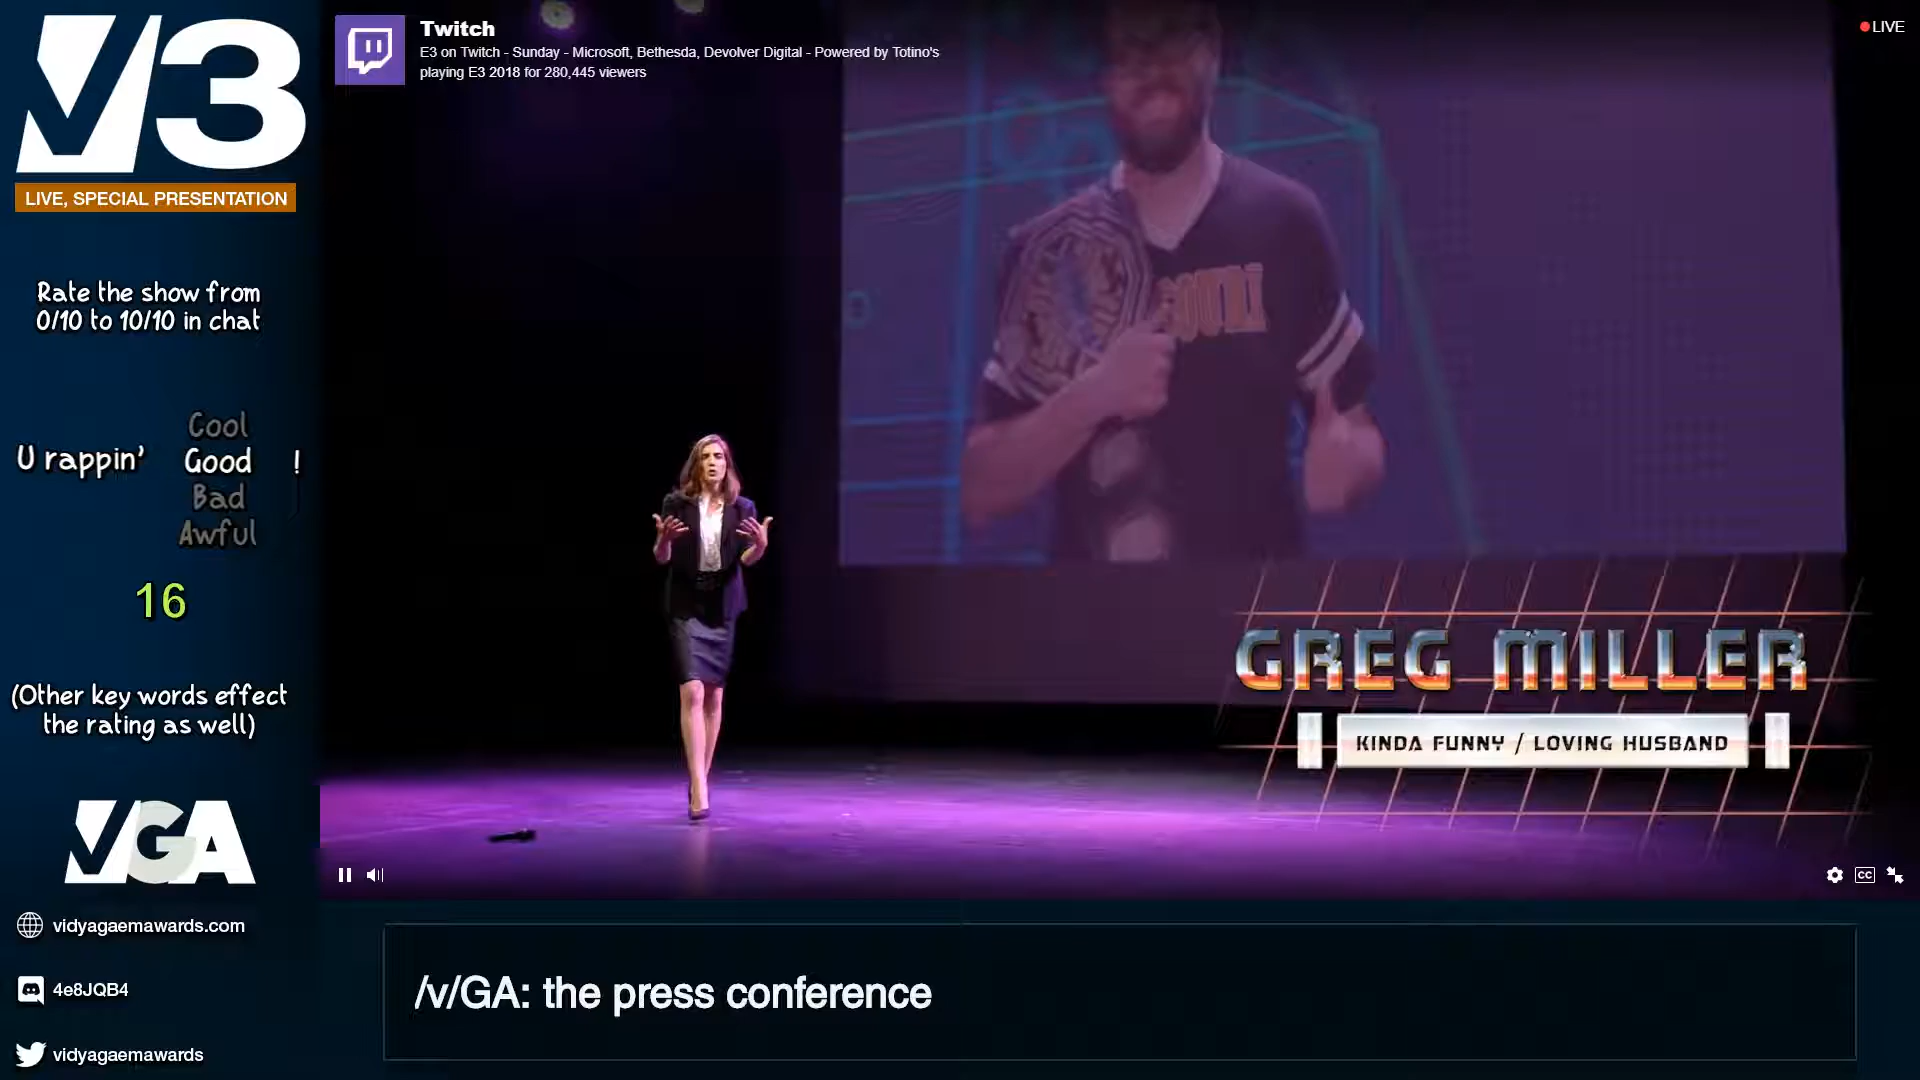 V3
LIVE, SPECIAL PRESENTATION
Rate the show from
0/10 to 10/10 in chat
U rappin'
Cool
Good
Bad
Awful
!
16
(Other key words effect
the rating as well)
VGA
vidyagaemawards.com
4e8JQB4
vidyagaemawards
Twitch
E3 on Twitch - Sunday - Microsoft, Bethesda, Devolver Digital - Powered by Totino's
playing E3 2018 for 280,445 viewers
LIVE
GREG MILLER
KINDA FUNNY / LOVING HUSBAND
CC
/v/GA: the press conference